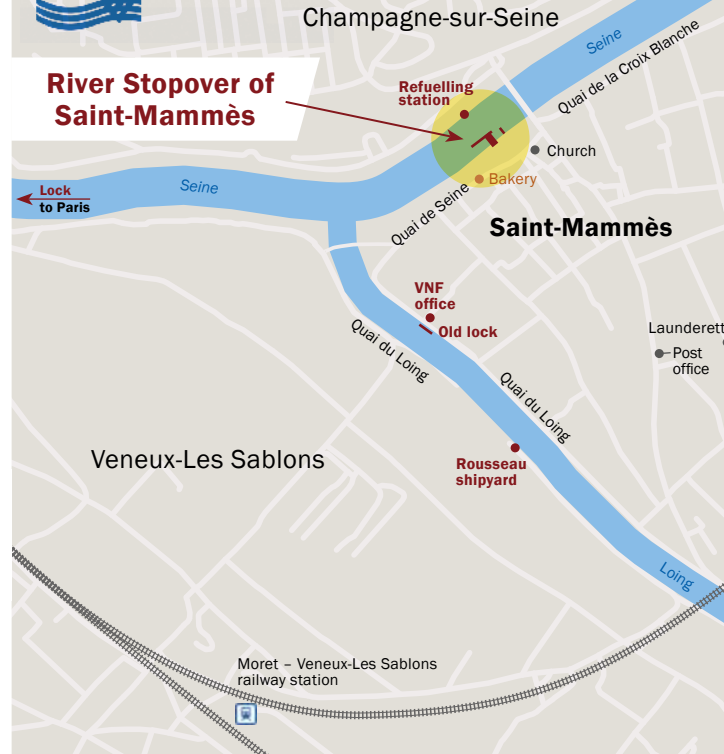 Champagne-sur-Seine
Seine
Quai de la Croix Blanche
River Stopover of
Saint-Mammès
Refuelling
station
Church
Bakery
Lock
to Paris
Seine
Quai de Seine
Saint-Mammès
VNF
office
Old lock
Quai du Loing
Launderett
Post
office
Quai du Loing
Veneux-Les Sablons
Rousseau
shipyard
Loing
Moret – Veneux-Les Sablons
railway station